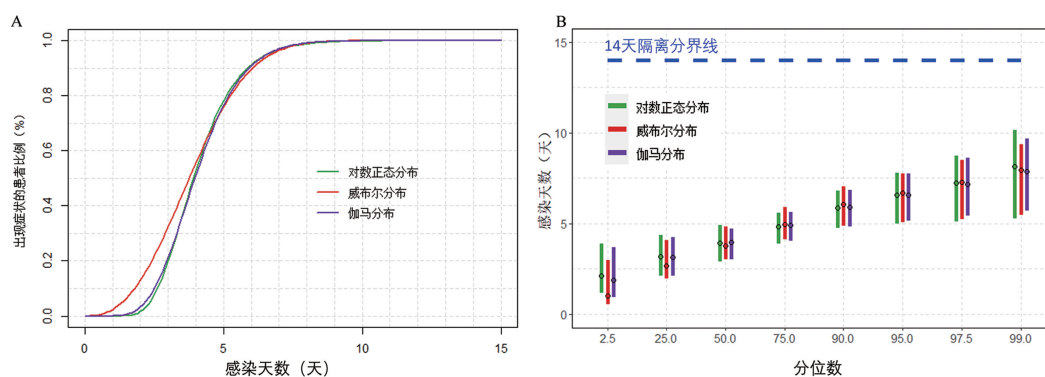 A
出现症状的患者比例（%）
1.0
0.8
0.6
0.4
0.2
0.0
对数正态分布
威布尔分布
伽马分布
0 5 10 15
感染天数（天）
B
感染天数（天）
15
10
5
0
14天隔离分界线
对数正态分布
威布尔分布
伽马分布
2.5 25.0 50.0 75.0 90.0 95.0 97.5 99.0
分位数